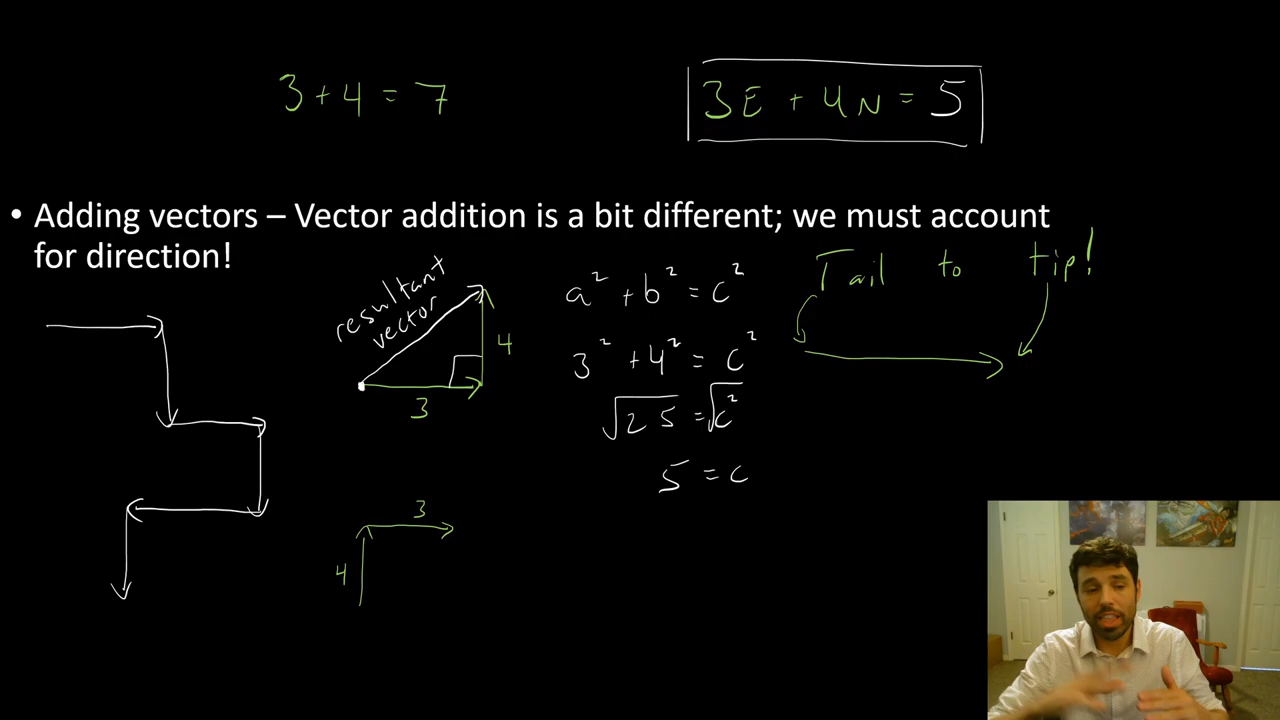 3 + 4 = 7
3E + 4N = 5
• Adding vectors – Vector addition is a bit different; we must account
for direction!
Tail to tip!
resultant
vector
4
3
a² + b² = c²
3² + 4² = c²
√25 = √c²
5 = c
3
4